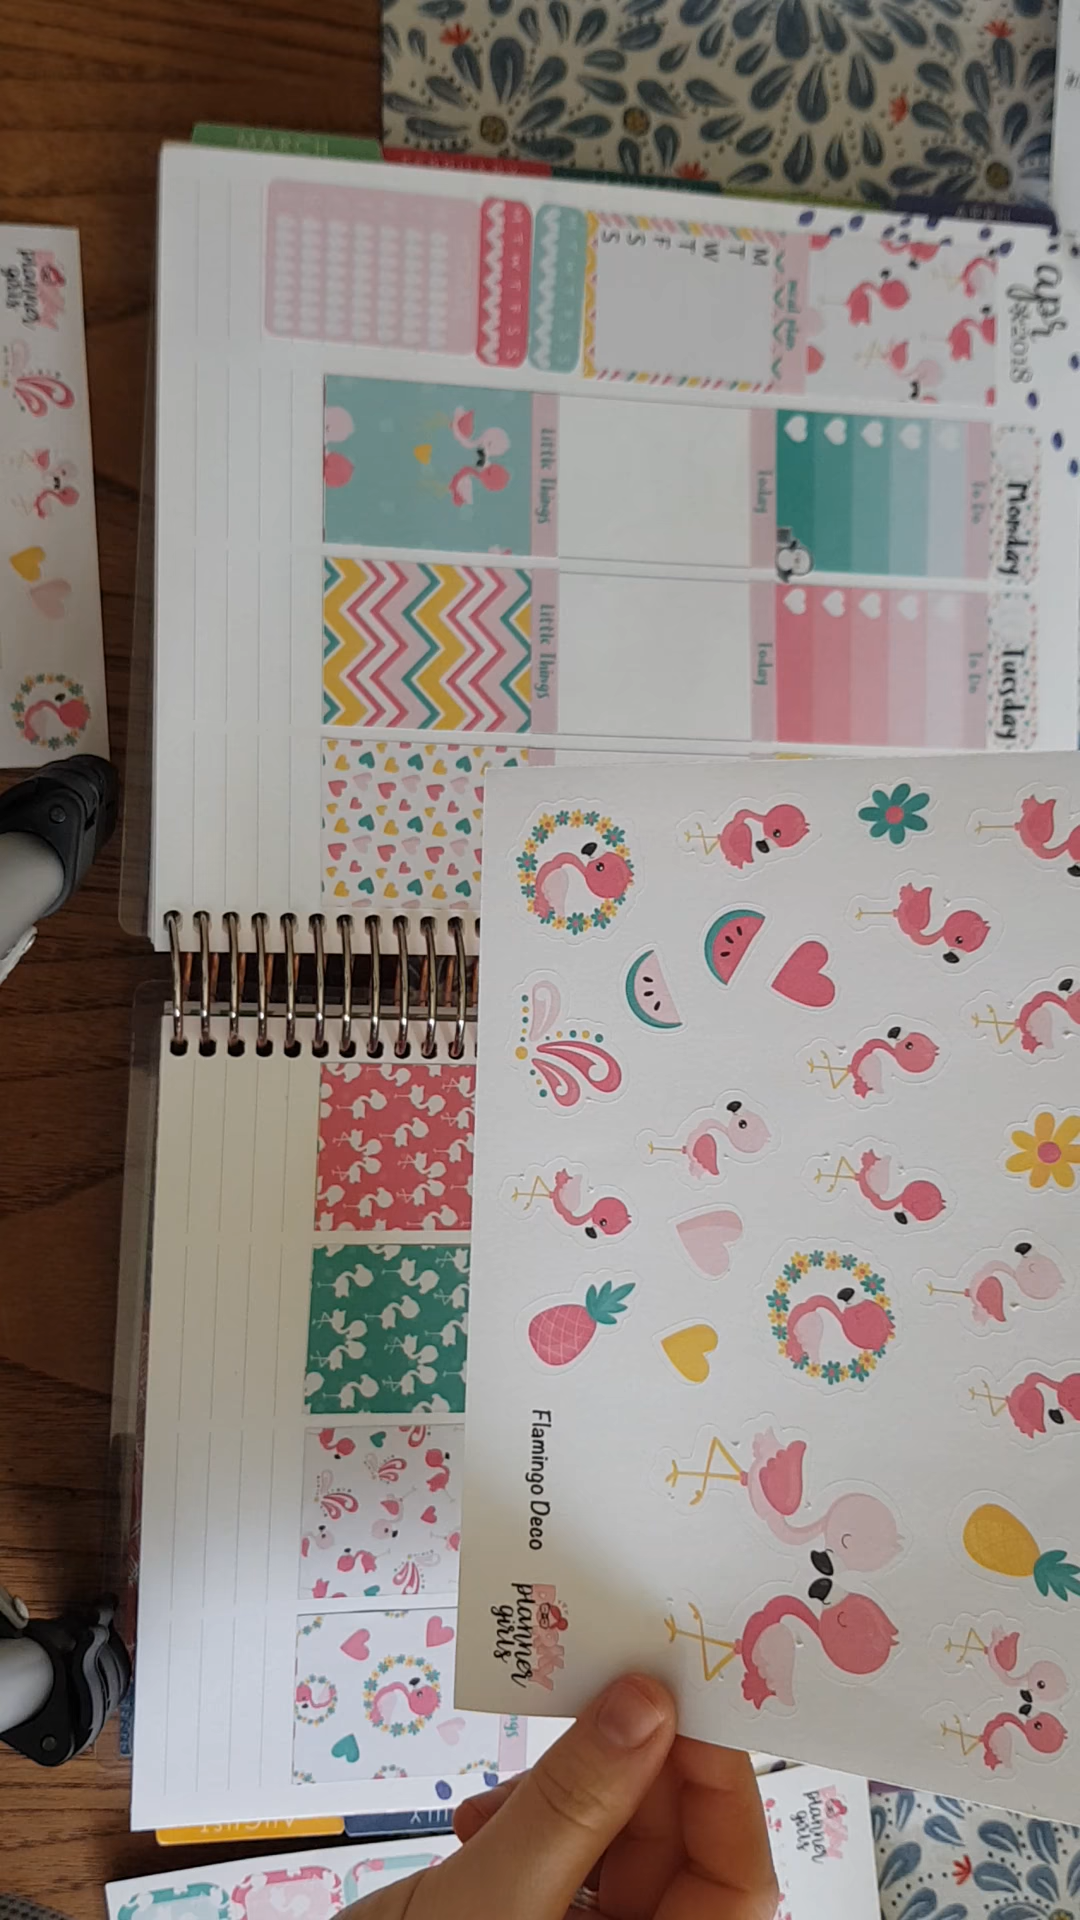 MARCH
APRIL
apr
2018
M
T
W
T
F
S
S
M T W T F S S
M T W T F S S
Monday
To Do
Today
Little Things
Tuesday
To Do
Today
Little Things
planner
girls
Flamingo Deco
planner
girls
AUGUST
planner
girls